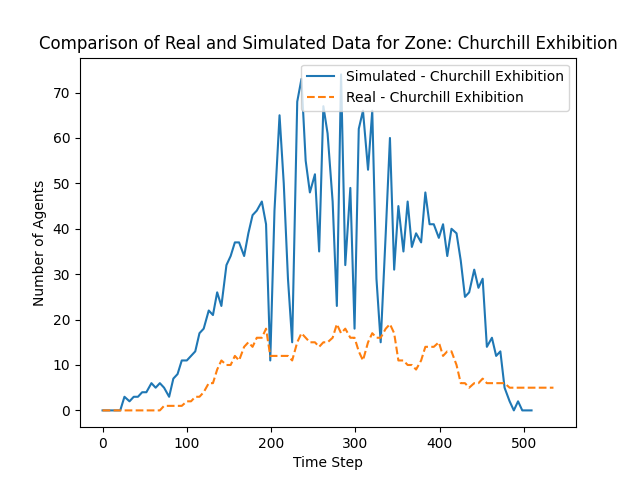 Comparison of Real and Simulated Data for Zone: Churchill Exhibition
Simulated - Churchill Exhibition
Real - Churchill Exhibition
70
60
50
40
30
20
10
0
Number of Agents
0 100 200 300 400 500
Time Step